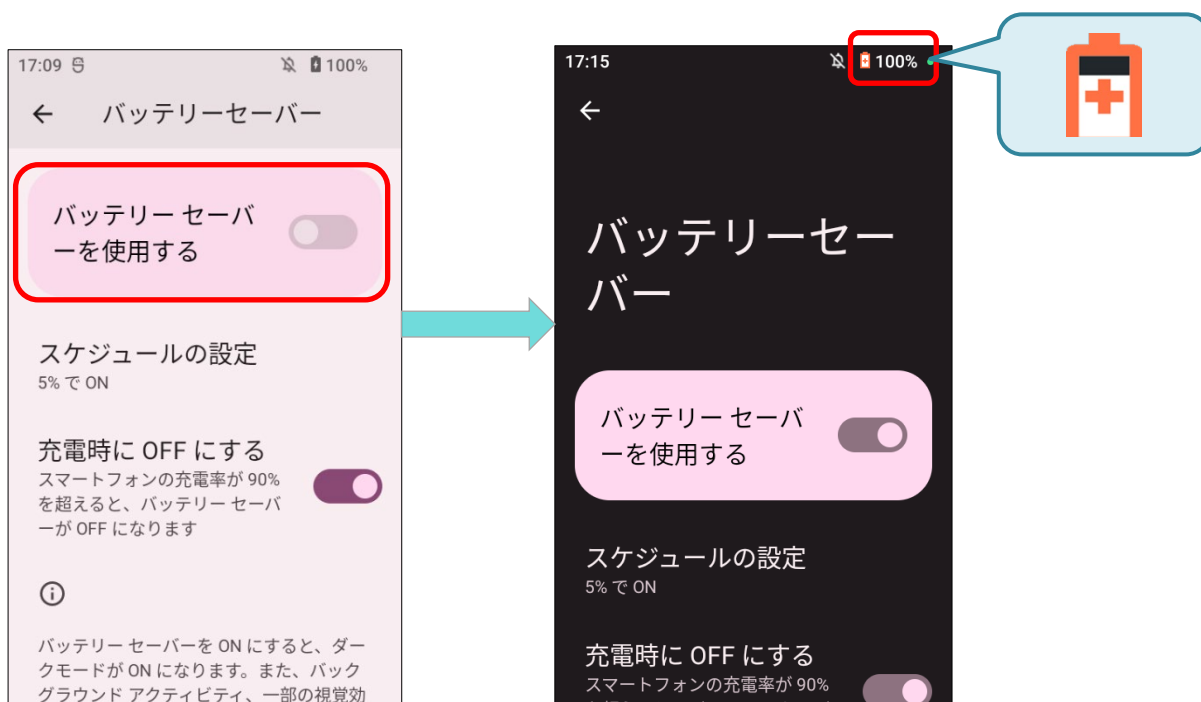 17:09
100%
バッテリーセーバー
バッテリー セーバ
ーを使用する
スケジュールの設定
5% で ON
充電時に OFF にする
スマートフォンの充電率が 90%
を超えると、バッテリー セーバ
ーが OFF になります
バッテリー セーバーを ON にすると、ダー
クモードが ON になります。また、バック
グラウンド アクティビティ、一部の視覚効
17:15
100%
バッテリーセー
バー
バッテリー セーバ
ーを使用する
スケジュールの設定
5% で ON
充電時に OFF にする
スマートフォンの充電率が 90%